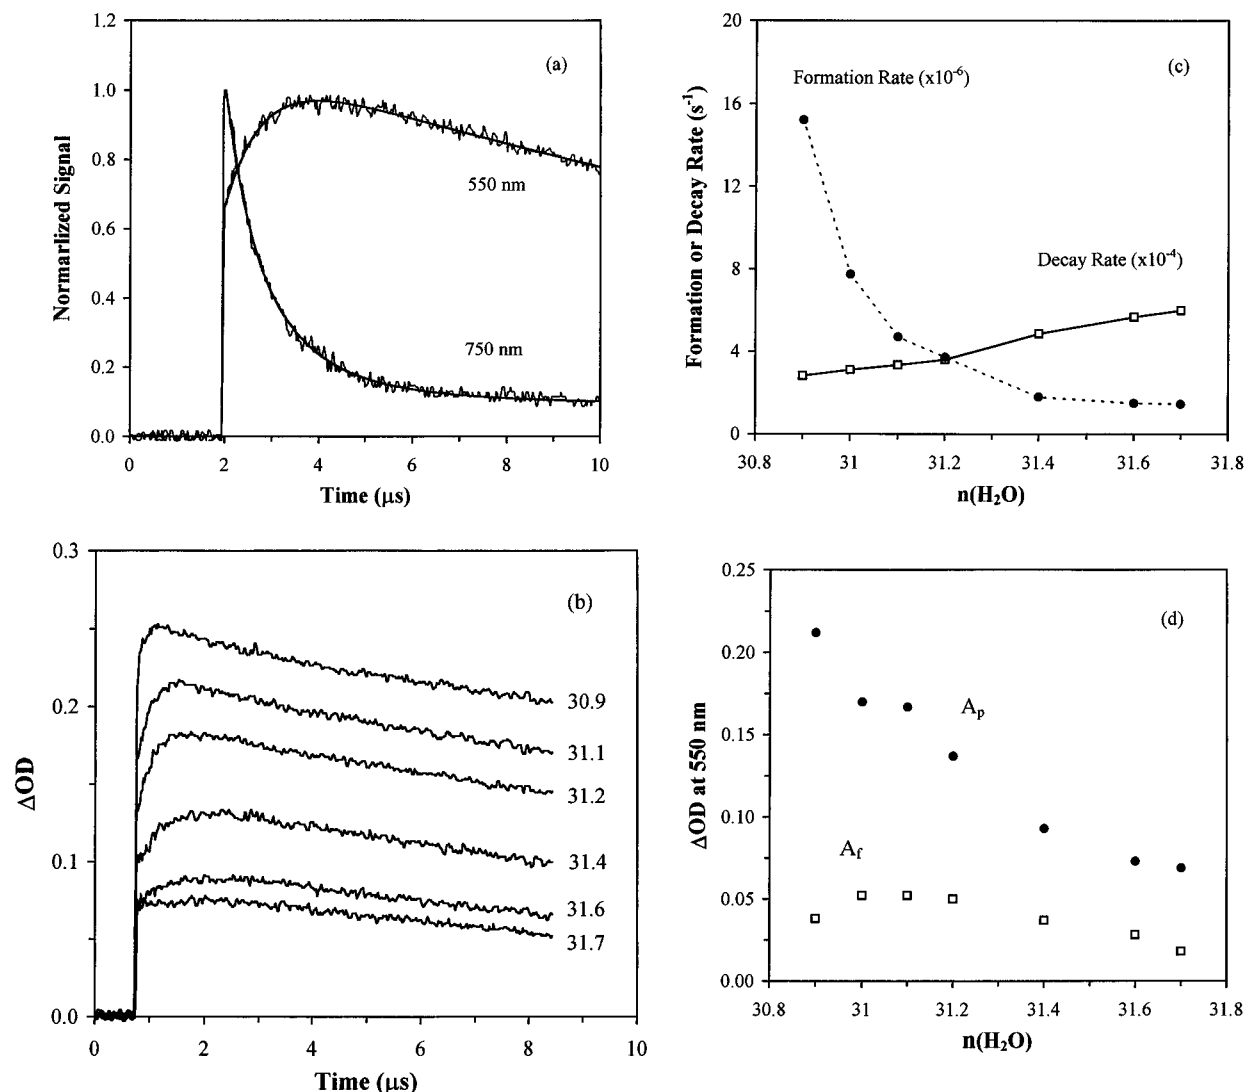 1.2
(a)
1.0
0.8
550 nm
0.6
0.4
750 nm
0.2
0.0
0 2 4 6 8 10
Normarlized Signal
Time (μs)
20
(c)
Formation Rate (x10⁻⁶)
16
12
Decay Rate (x10⁻⁴)
8
4
0
30.8 31 31.2 31.4 31.6 31.8
Formation or Decay Rate (s⁻¹)
n(H₂O)
0.3
(b)
30.9
0.2
31.1
31.2
0.1
31.4
31.6
31.7
0.0
0 2 4 6 8 10
ΔOD
Time (μs)
0.25
(d)
0.20
Aₚ
0.15
0.10
A_f
0.05
0.00
30.8 31 31.2 31.4 31.6 31.8
ΔOD at 550 nm
n(H₂O)